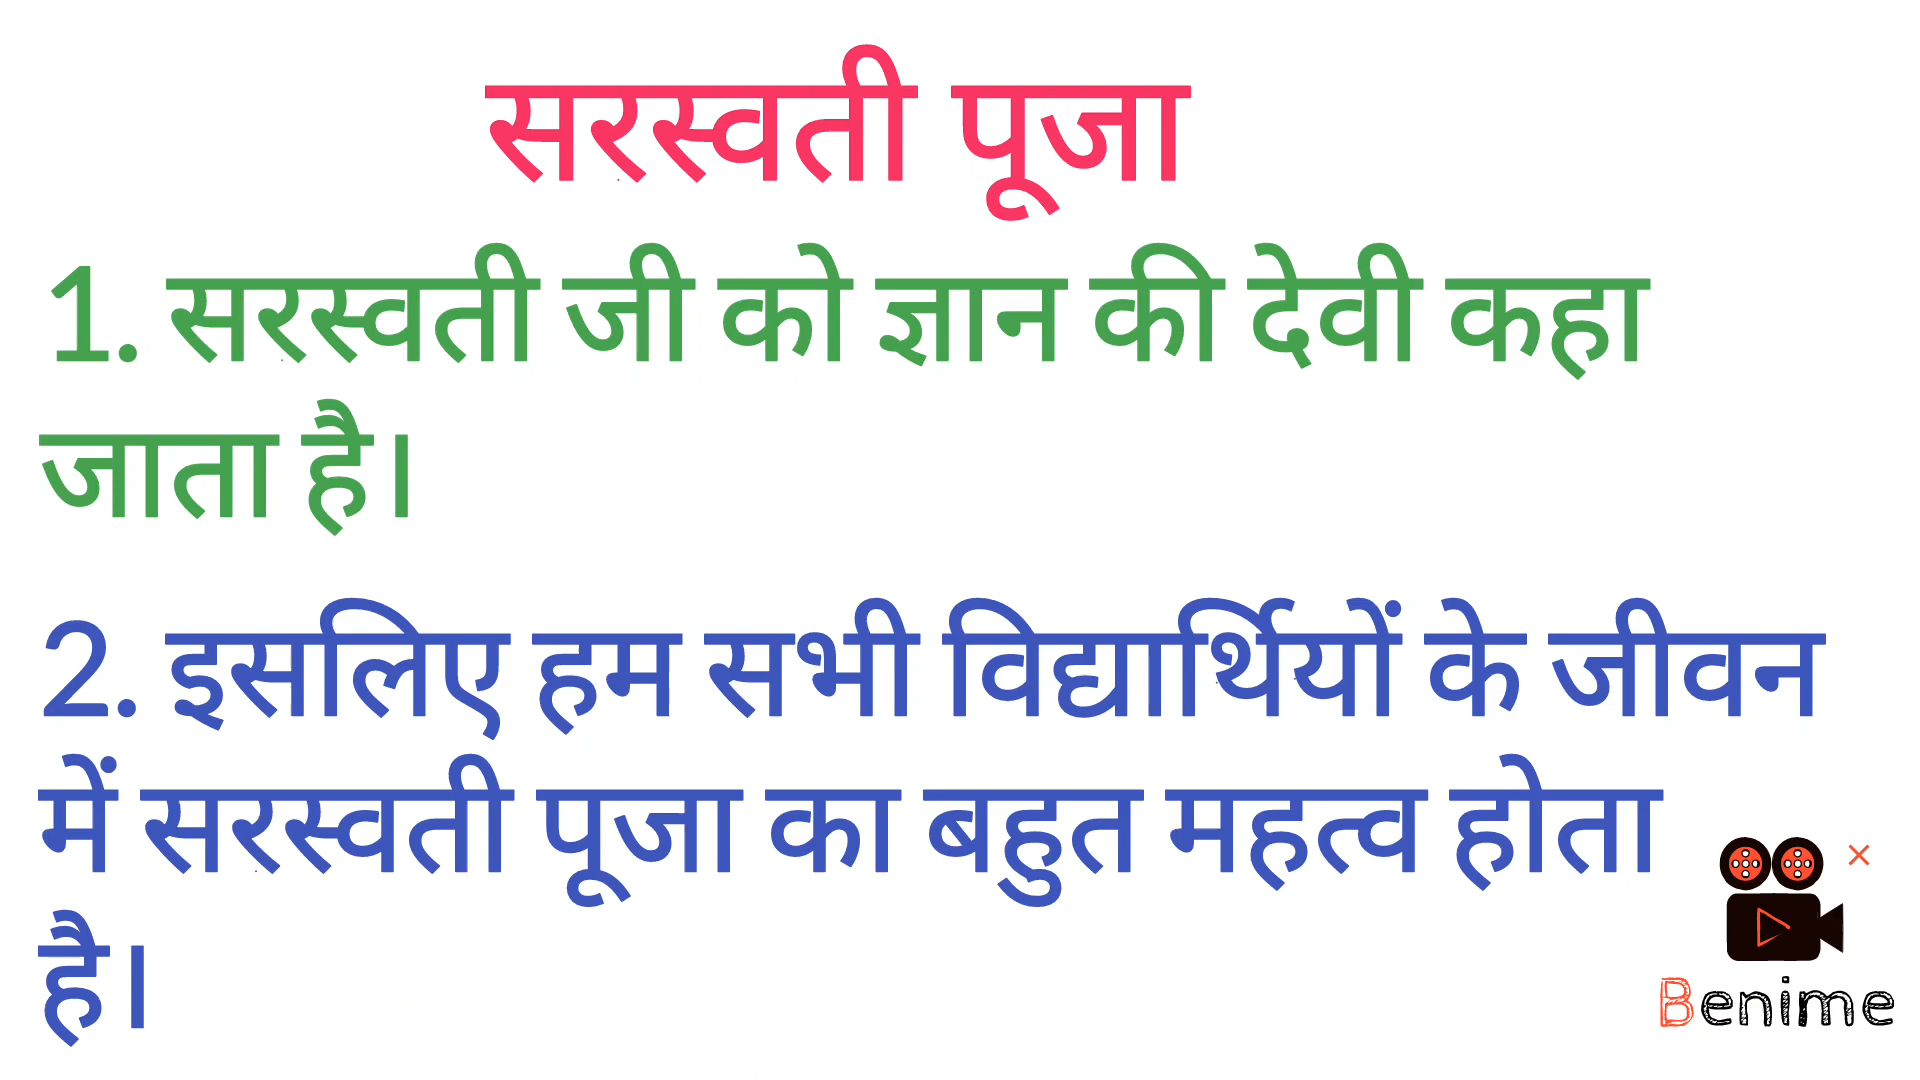 सरस्वती पूजा
1. सरस्वती जी को ज्ञान की देवी कहा
जाता है।
2. इसलिए हम सभी विद्यार्थियों के जीवन
में सरस्वती पूजा का बहुत महत्व होता
है।
Benime